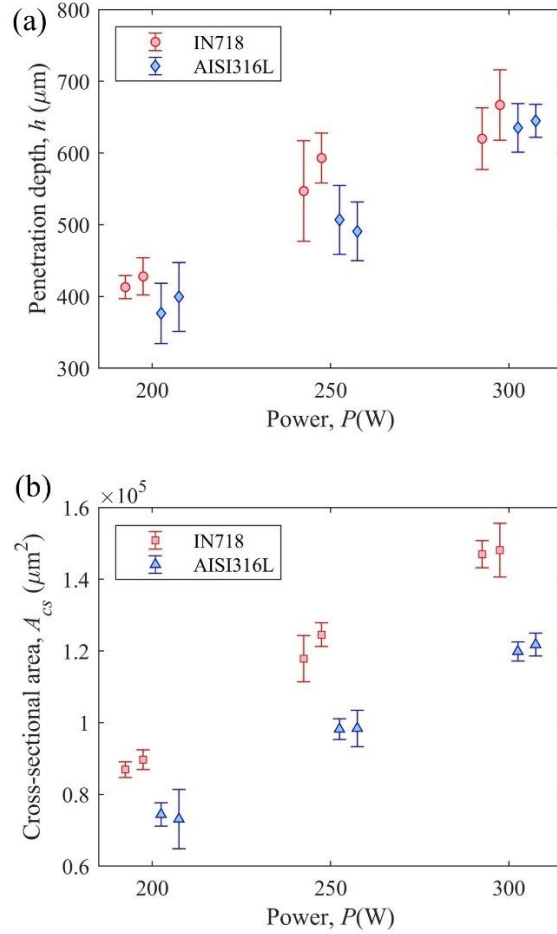 (a)
800
700
600
500
400
300
Penetration depth, h (μm)
IN718
AISI316L
200 250 300
Power, P(W)
(b)
×10⁵
1.6
1.4
1.2
1
0.8
0.6
Cross-sectional area, A_cs (μm²)
IN718
AISI316L
200 250 300
Power, P(W)